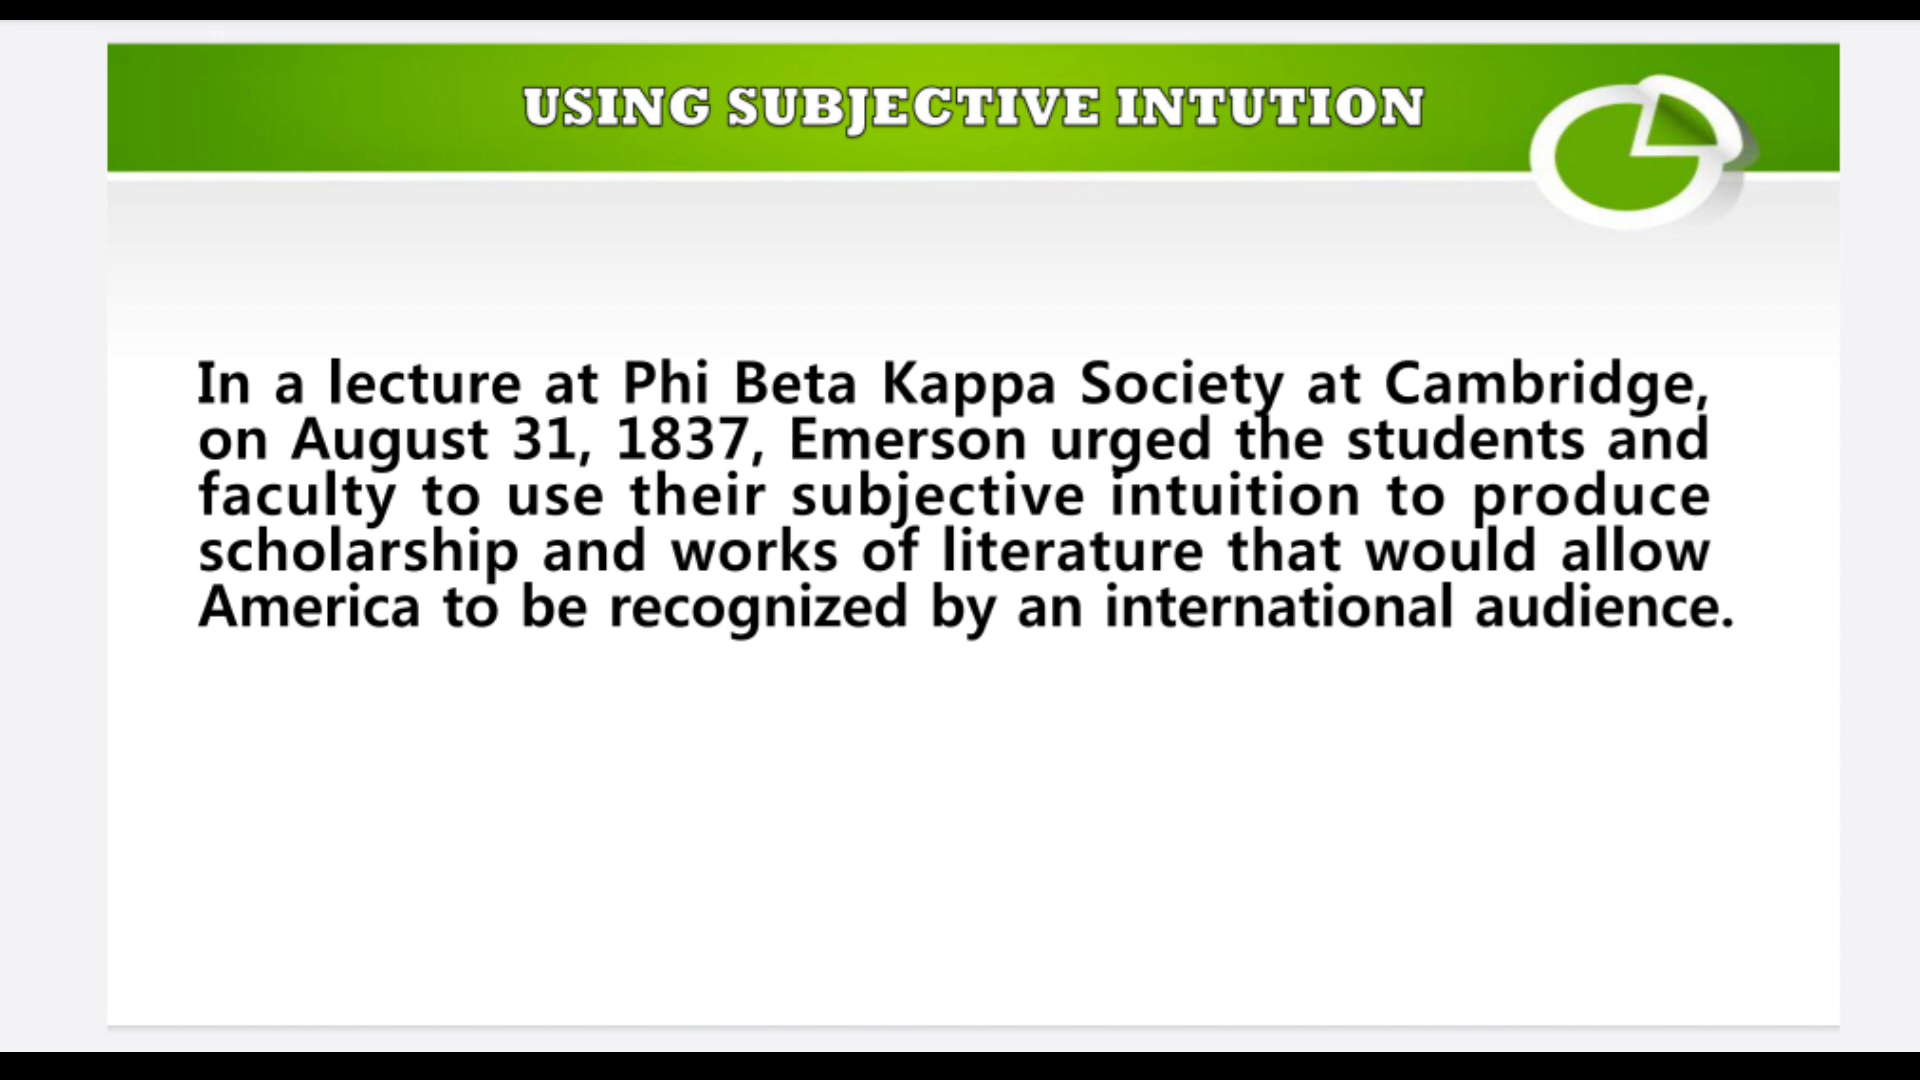 USING SUBJECTIVE INTUTION
In a lecture at Phi Beta Kappa Society at Cambridge,
on August 31, 1837, Emerson urged the students and
faculty to use their subjective intuition to produce
scholarship and works of literature that would allow
America to be recognized by an international audience.